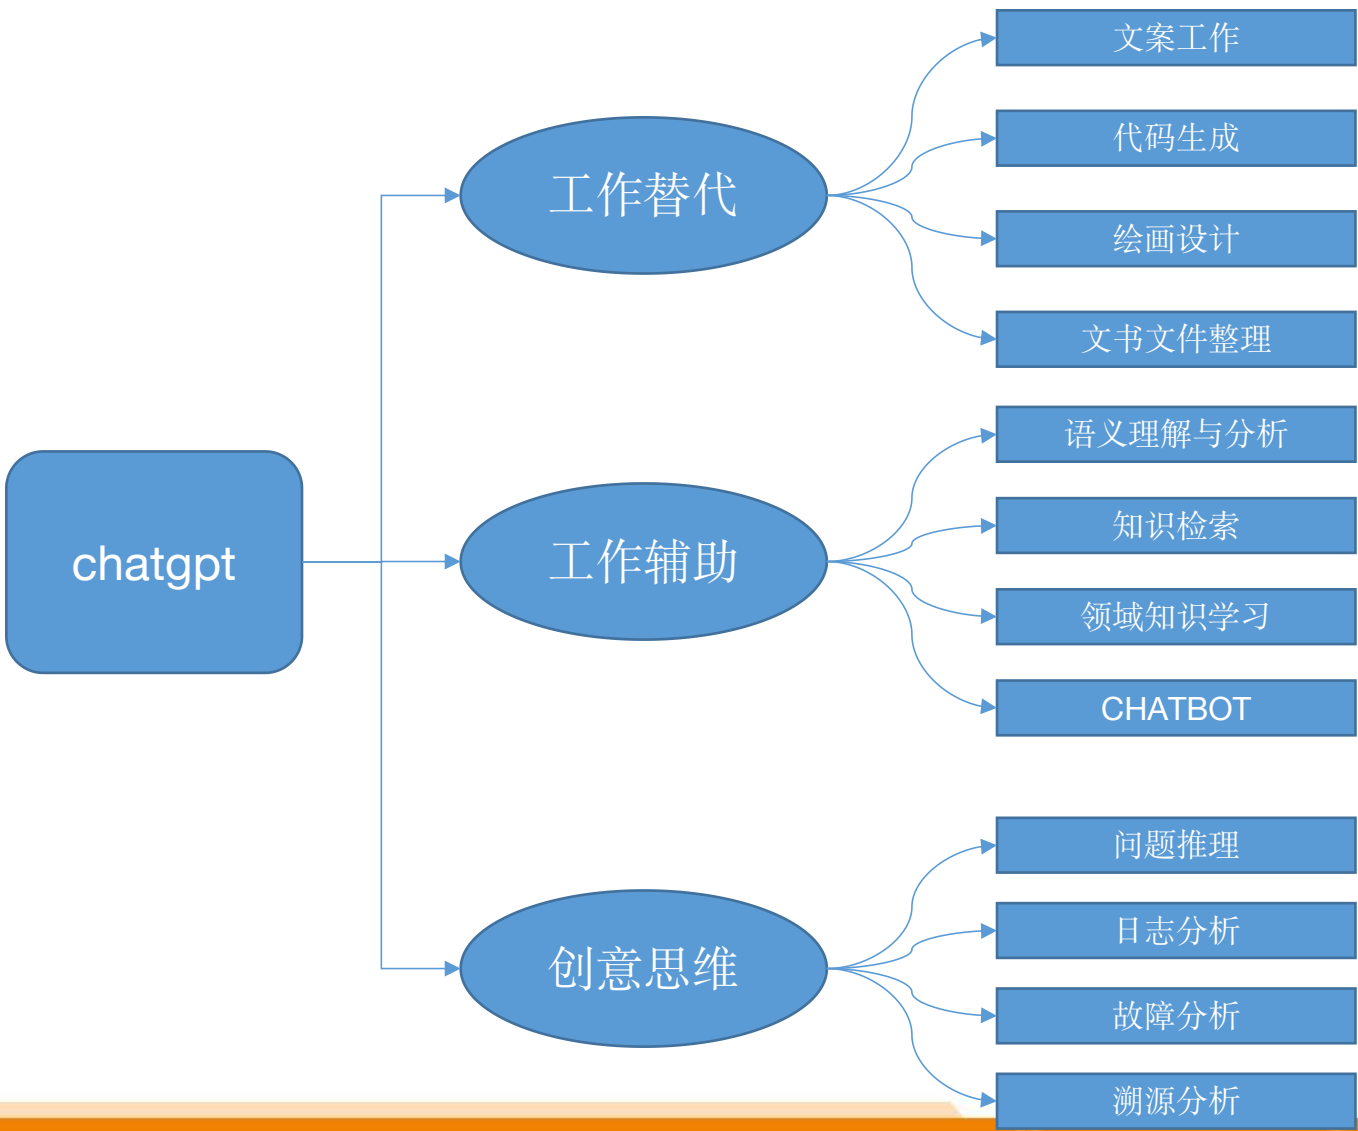 chatgpt
工作替代
文案工作
代码生成
绘画设计
文书文件整理
工作辅助
语义理解与分析
知识检索
领域知识学习
CHATBOT
创意思维
问题推理
日志分析
故障分析
溯源分析